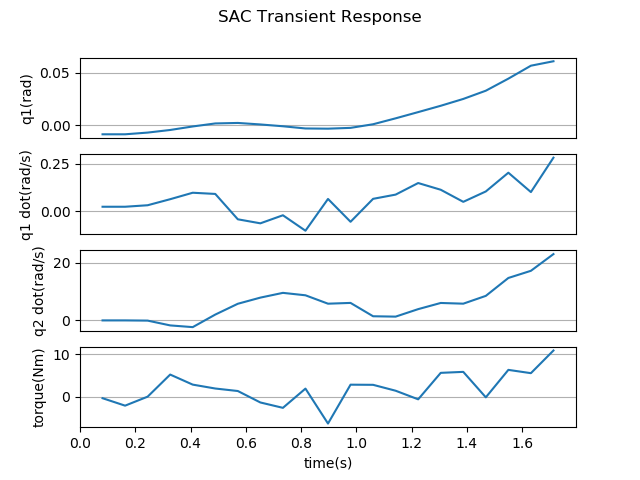 SAC Transient Response
q1(rad)
0.05
0.00
q1 dot(rad/s)
0.25
0.00
q2 dot(rad/s)
20
0
torque(Nm)
10
0
0.0 0.2 0.4 0.6 0.8 1.0 1.2 1.4 1.6
time(s)